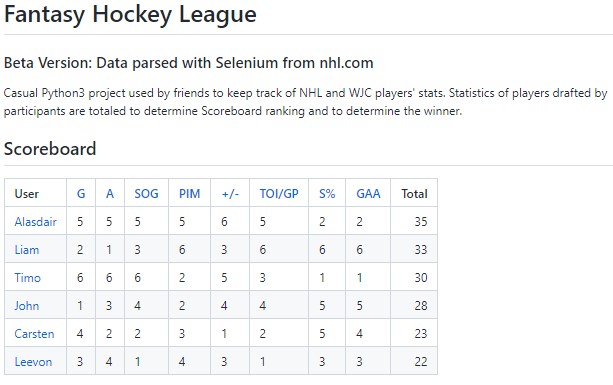 Fantasy Hockey League
Beta Version: Data parsed with Selenium from nhl.com
Casual Python3 project used by friends to keep track of NHL and WJC players' stats. Statistics of players drafted by
participants are totaled to determine Scoreboard ranking and to determine the winner.
Scoreboard
User G A SOG PIM +/- TOI/GP S% GAA Total
Alasdair 5 5 5 5 6 5 2 2 35
Liam 2 1 3 6 3 6 6 6 33
Timo 6 6 6 2 5 3 1 1 30
John 1 3 4 2 4 4 5 5 28
Carsten 4 2 2 3 1 2 5 4 23
Leevon 3 4 1 4 3 1 3 3 22